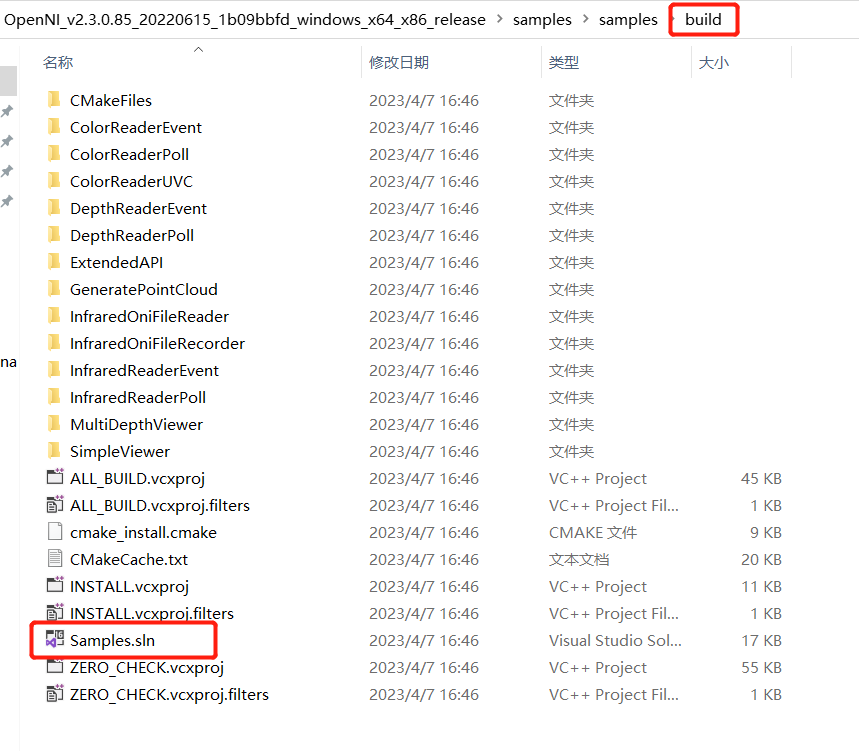 OpenNI_v2.3.0.85_20220615_1b09bbfd_windows_x64_x86_release > samples > samples > build
名称 修改日期 类型 大小
CMakeFiles 2023/4/7 16:46 文件夹
ColorReaderEvent 2023/4/7 16:46 文件夹
ColorReaderPoll 2023/4/7 16:46 文件夹
ColorReaderUVC 2023/4/7 16:46 文件夹
DepthReaderEvent 2023/4/7 16:46 文件夹
DepthReaderPoll 2023/4/7 16:46 文件夹
ExtendedAPI 2023/4/7 16:46 文件夹
GeneratePointCloud 2023/4/7 16:46 文件夹
InfraredOniFileReader 2023/4/7 16:46 文件夹
InfraredOniFileRecorder 2023/4/7 16:46 文件夹
na
InfraredReaderEvent 2023/4/7 16:46 文件夹
InfraredReaderPoll 2023/4/7 16:46 文件夹
MultiDepthViewer 2023/4/7 16:46 文件夹
SimpleViewer 2023/4/7 16:46 文件夹
ALL_BUILD.vcxproj 2023/4/7 16:46 VC++ Project 45 KB
ALL_BUILD.vcxproj.filters 2023/4/7 16:46 VC++ Project Fil... 1 KB
cmake_install.cmake 2023/4/7 16:46 CMAKE 文件 9 KB
CMakeCache.txt 2023/4/7 16:46 文本文档 20 KB
INSTALL.vcxproj 2023/4/7 16:46 VC++ Project 11 KB
INSTALL.vcxproj.filters 2023/4/7 16:46 VC++ Project Fil... 1 KB
Samples.sln 2023/4/7 16:46 Visual Studio Sol... 17 KB
ZERO_CHECK.vcxproj 2023/4/7 16:46 VC++ Project 55 KB
ZERO_CHECK.vcxproj.filters 2023/4/7 16:46 VC++ Project Fil... 1 KB